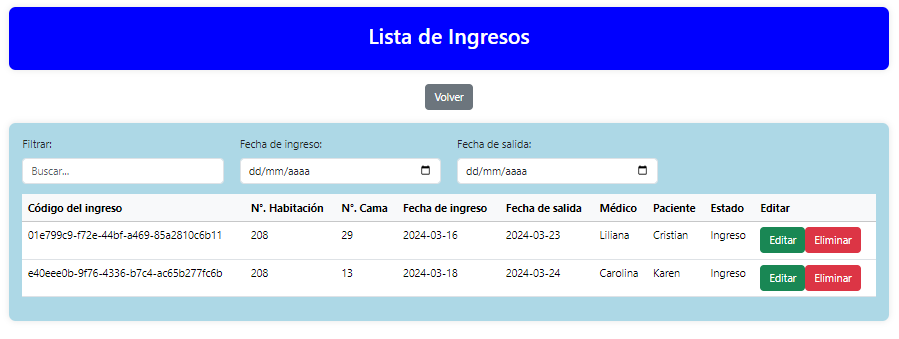 Lista de Ingresos
Volver
Filtrar: Fecha de ingreso: Fecha de salida:
Buscar... dd/mm/aaaa dd/mm/aaaa
Código del ingreso N°. Habitación N°. Cama Fecha de ingreso Fecha de salida Médico Paciente Estado Editar
01e799c9-f72e-44bf-a469-85a2810c6b11 208 29 2024-03-16 2024-03-23 Liliana Cristian Ingreso Editar Eliminar
e40eee0b-9f76-4336-b7c4-ac65b277fc6b 208 13 2024-03-18 2024-03-24 Carolina Karen Ingreso Editar Eliminar